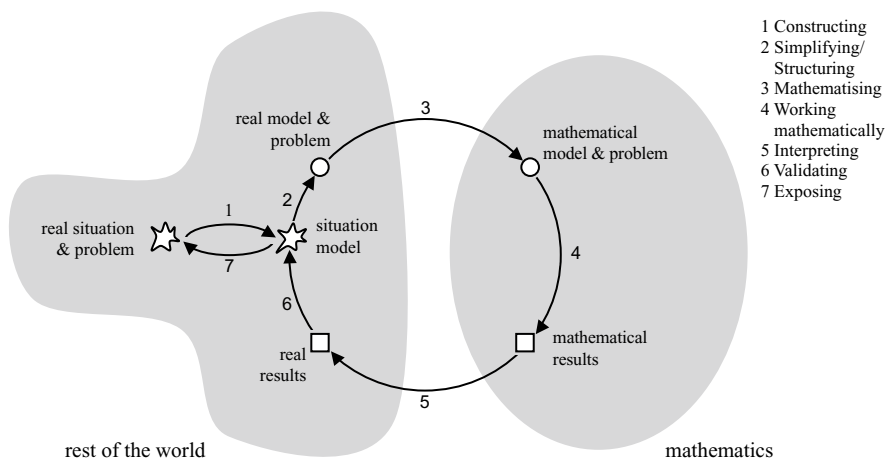 1 Constructing
2 Simplifying/
Structuring
3 Mathematising
4 Working
mathematically
5 Interpreting
6 Validating
7 Exposing
3
real model &
problem
mathematical
model & problem
2
1
real situation
& problem
situation
model
7
4
6
real
results
mathematical
results
5
rest of the world
mathematics